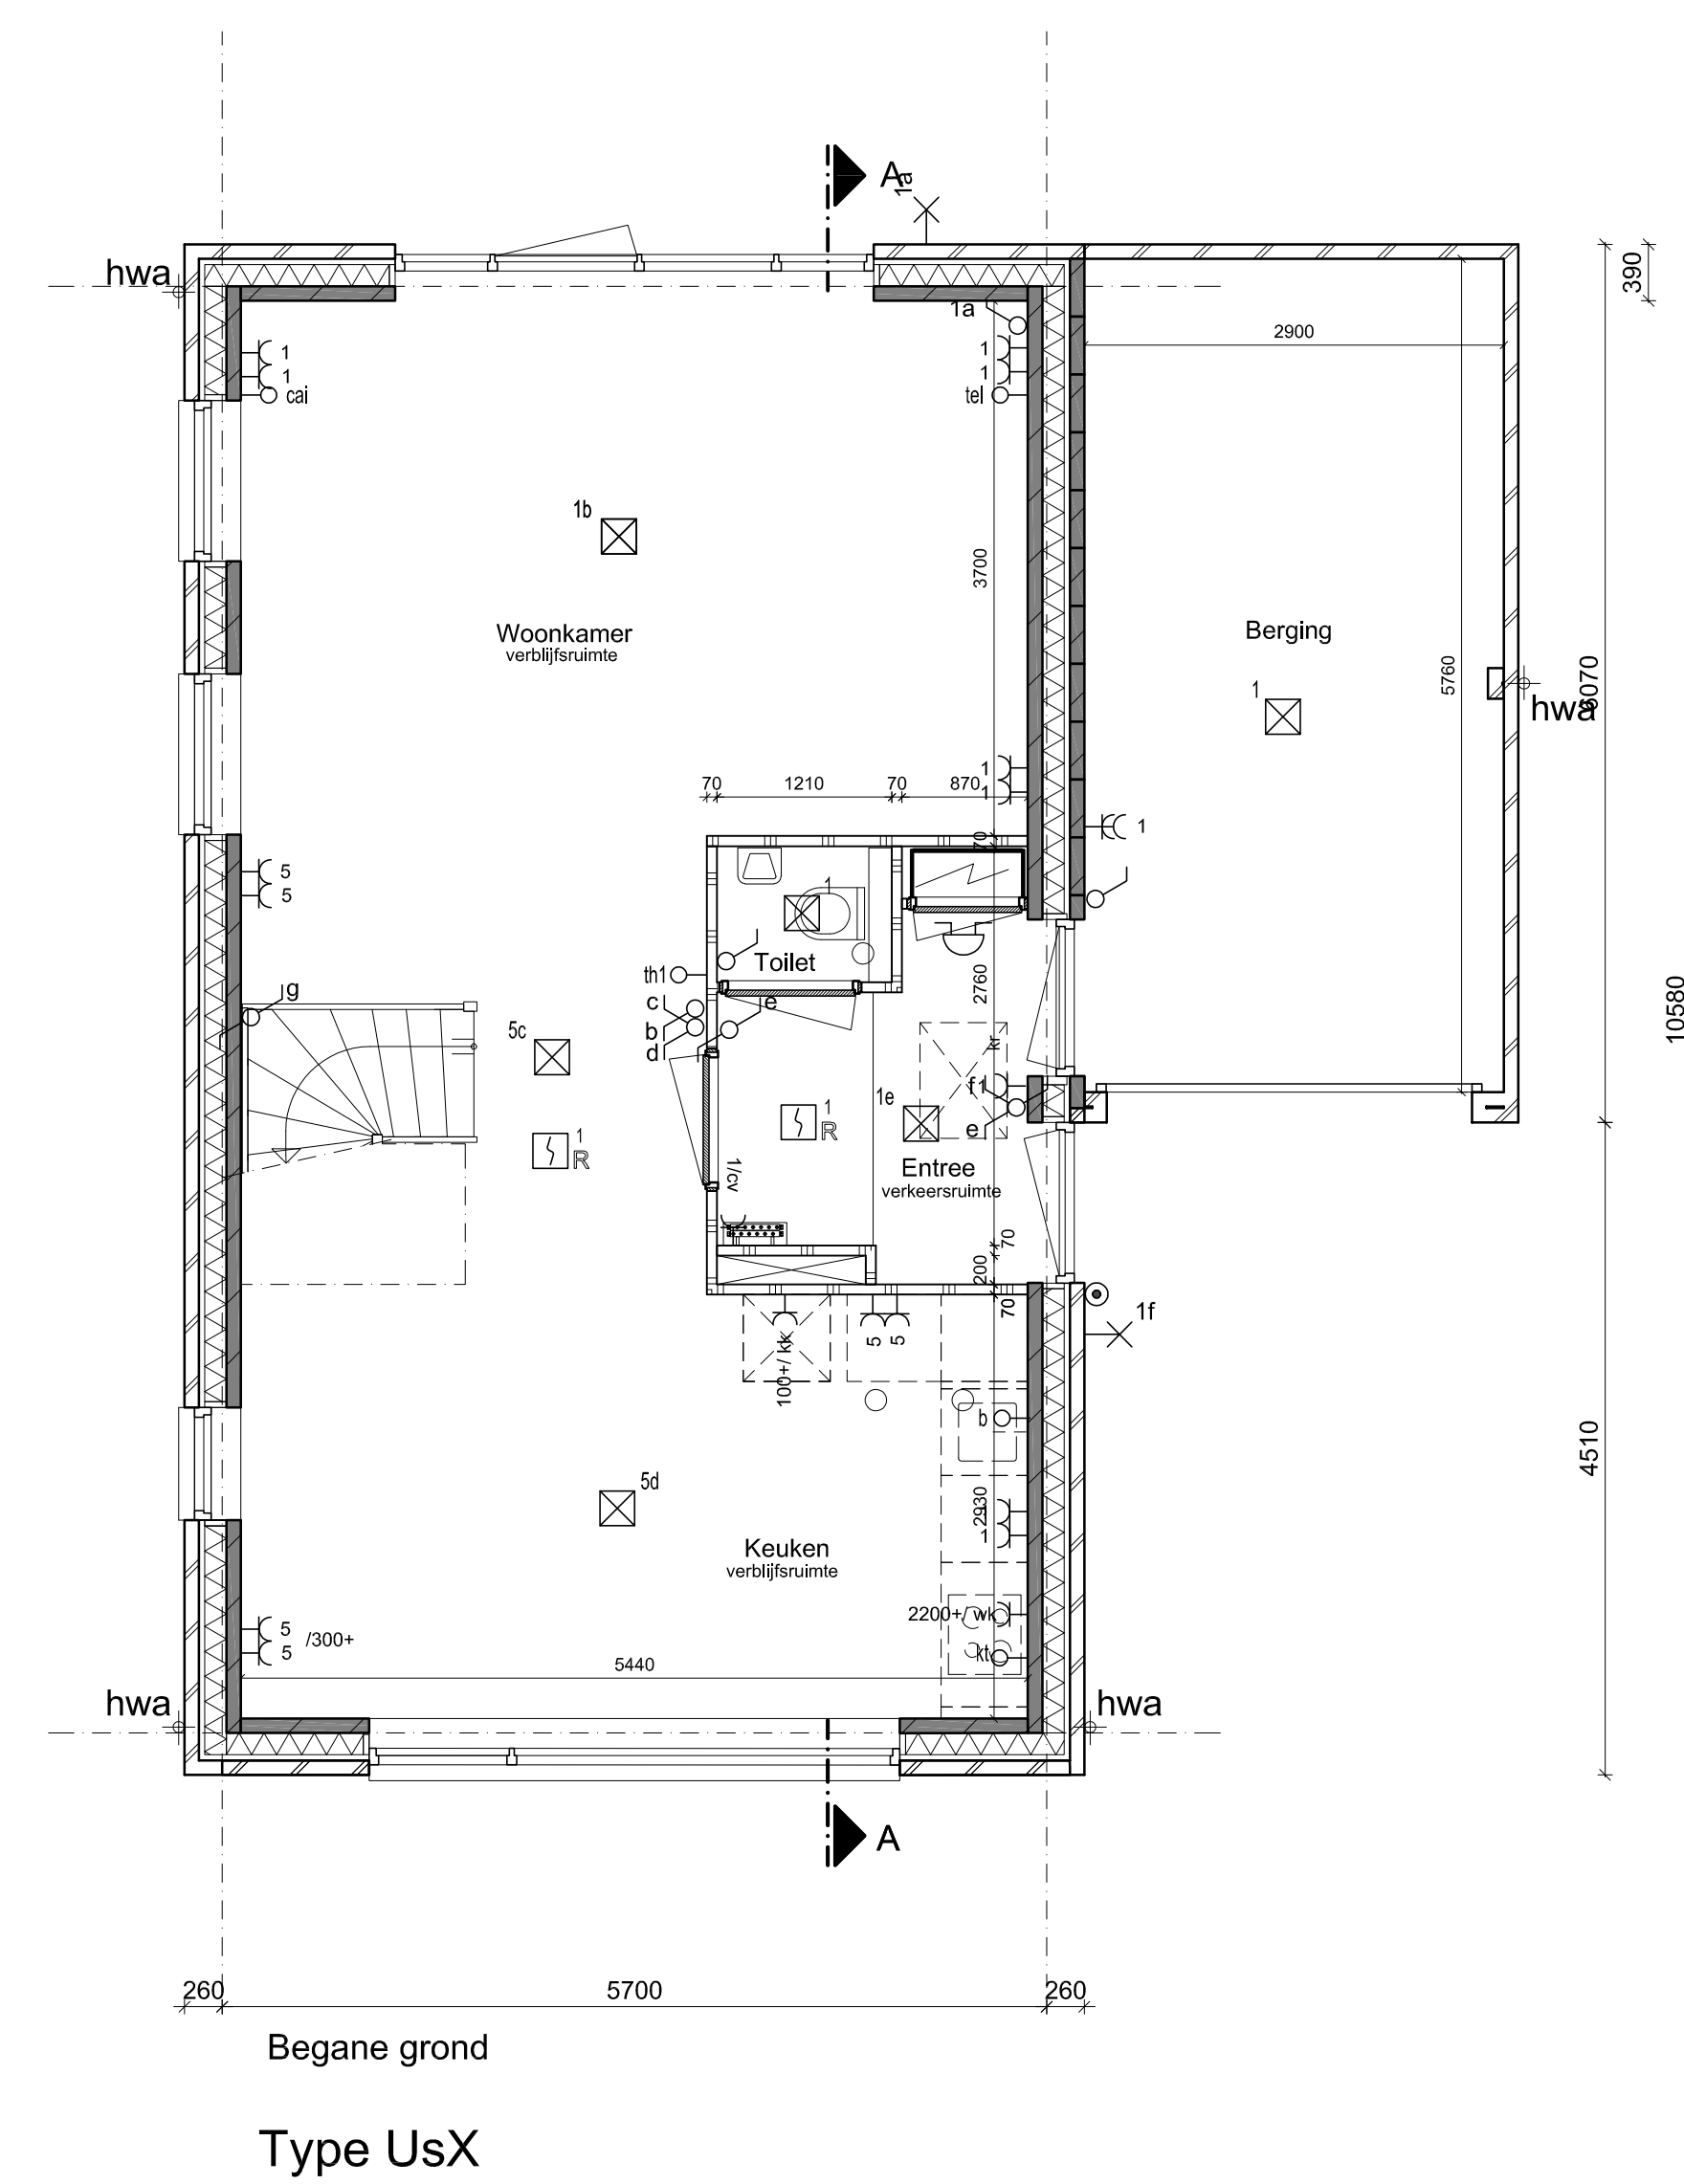 A
1a
hwa
390
1a
2900
1
1
cai
1
1
tel
1b
3700
Woonkamer
verblijfsruimte
Berging
5760
6070
1
hwa
70
1210
70
870
1
1
1
70
5
5
1
Toilet
th1
2760
g
c
b
d
e
10580
5c
kr
1
R
1e
f1
e
1
R
Entree
verkeersruimte
1/cv
70
200
70
1f
100+/ kk
5
5
b
4510
5d
2930
1
1
Keuken
verblijfsruimte
2200+/ wk
kt
5
5
/300+
5440
hwa
hwa
A
260
5700
260
Begane grond
Type UsX